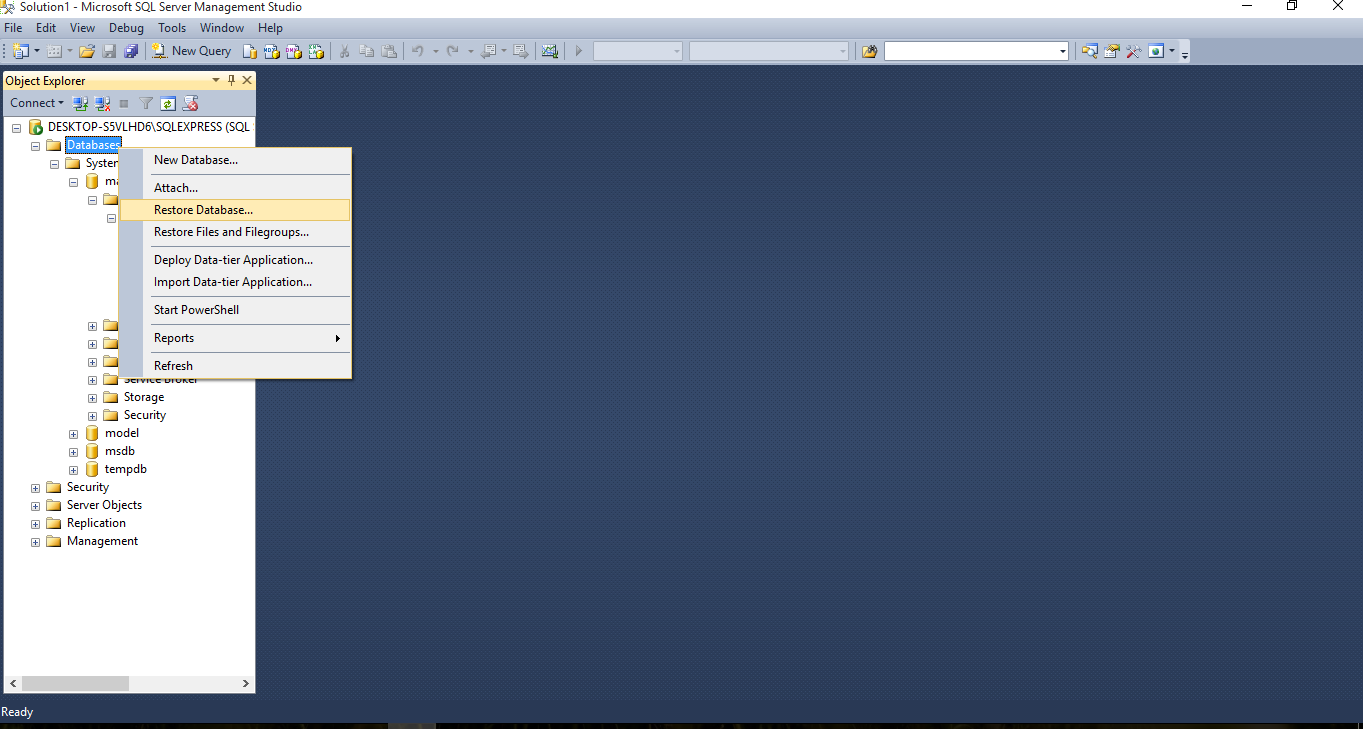 Solution1 - Microsoft SQL Server Management Studio
File Edit View Debug Tools Window Help
New Query
Object Explorer
Connect
DESKTOP-S5VLHD6\SQLEXPRESS (SQL
Databases
New Database...
Attach...
Restore Database...
Restore Files and Filegroups...
Deploy Data-tier Application...
Import Data-tier Application...
Start PowerShell
Reports
Refresh
Service Broker
Storage
Security
model
msdb
tempdb
Security
Server Objects
Replication
Management
Ready